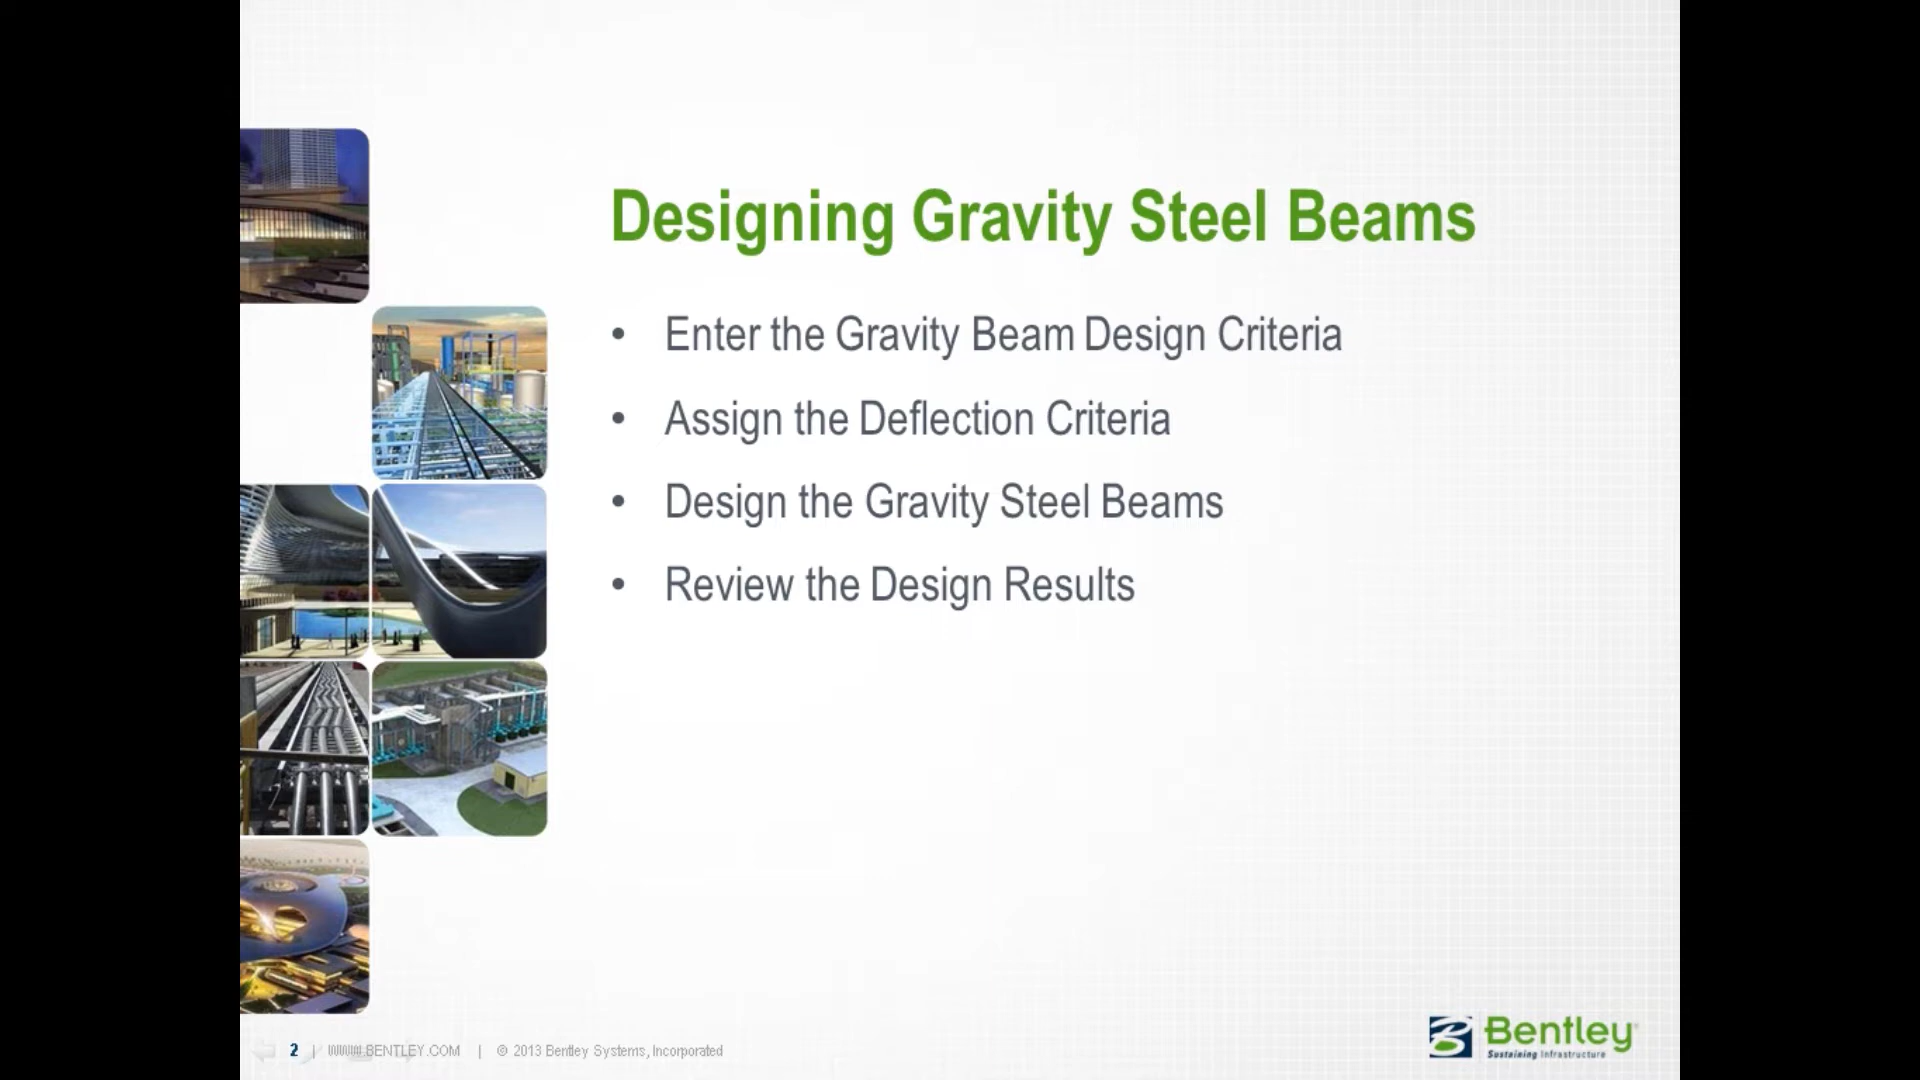 Designing Gravity Steel Beams
• Enter the Gravity Beam Design Criteria
• Assign the Deflection Criteria
• Design the Gravity Steel Beams
• Review the Design Results
2 | WWW.BENTLEY.COM | © 2013 Bentley Systems, Incorporated
Bentley
Sustaining Infrastructure